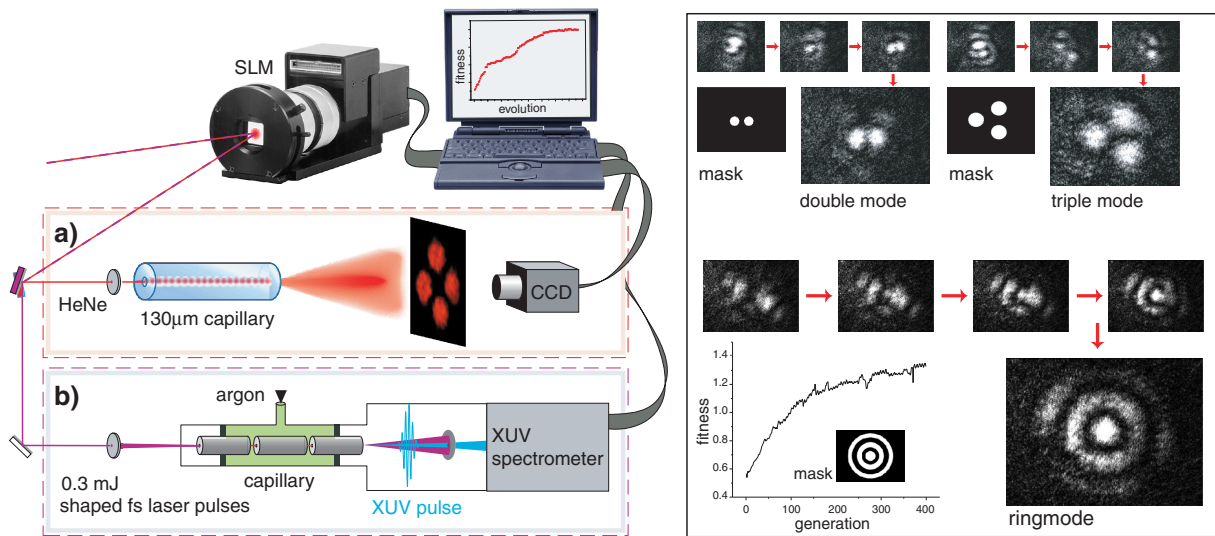 SLM
fitness
evolution
a)
HeNe
130µm capillary
CCD
b)
argon
capillary
0.3 mJ
shaped fs laser pulses
XUV pulse
XUV
spectrometer
mask
double mode
mask
triple mode
1.4
1.2
1.0
0.8
0.6
0.4
fitness
0
100
200
300
400
generation
mask
ringmode